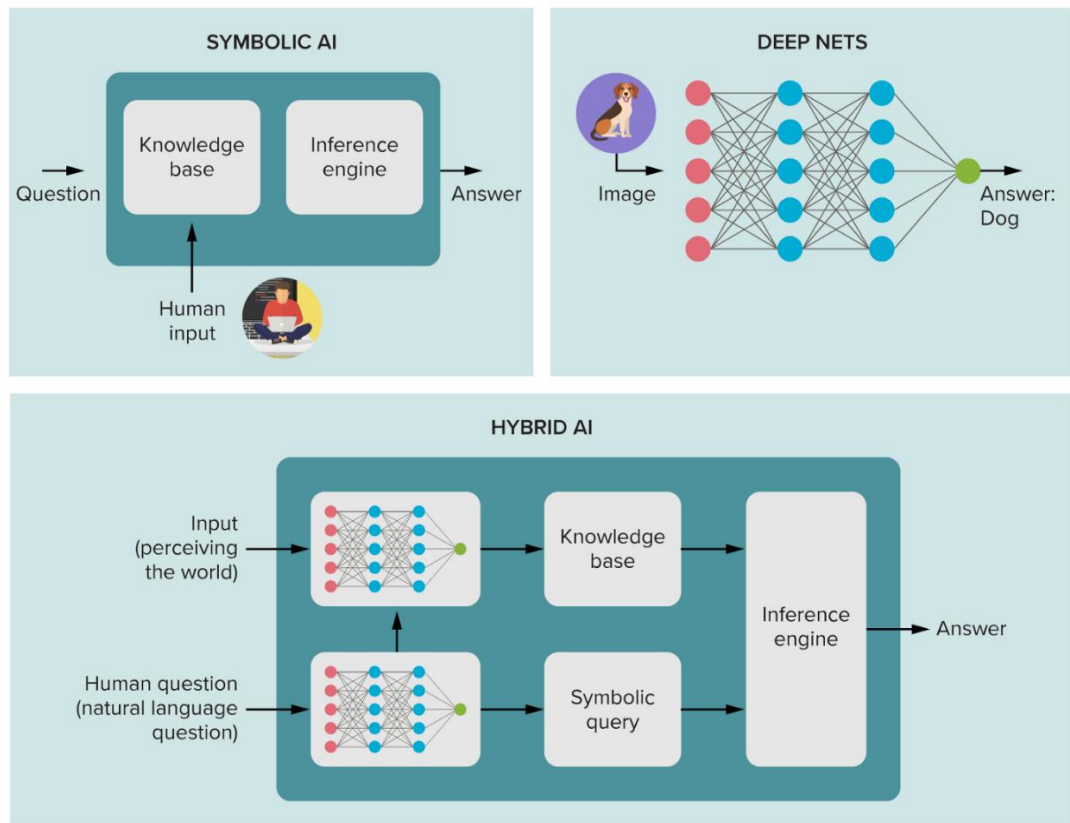 SYMBOLIC AI
Knowledge
base
Inference
engine
Question
Answer
Human
input
DEEP NETS
Image
Answer:
Dog
HYBRID AI
Input
(perceiving
the world)
Knowledge
base
Inference
engine
Answer
Human question
(natural language
question)
Symbolic
query